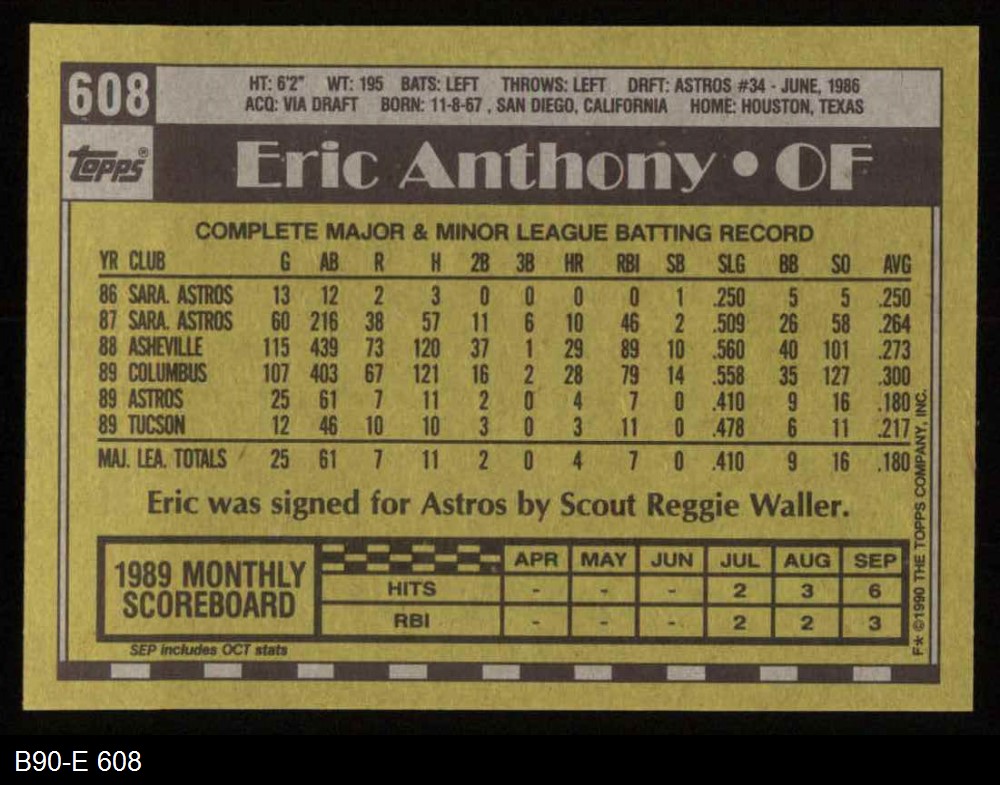 608
HT: 6'2" WT: 195 BATS: LEFT THROWS: LEFT DRFT: ASTROS #34 - JUNE, 1986
ACQ: VIA DRAFT BORN: 11-8-67 , SAN DIEGO, CALIFORNIA HOME: HOUSTON, TEXAS
Topps®
Eric Anthony • OF
COMPLETE MAJOR & MINOR LEAGUE BATTING RECORD
YR CLUB G AB R H 2B 3B HR RBI SB SLG BB SO AVG
86 SARA. ASTROS 13 12 2 3 0 0 0 0 1 .250 5 5 .250
87 SARA. ASTROS 60 216 38 57 11 6 10 46 2 .509 26 58 .264
88 ASHEVILLE 115 439 73 120 37 1 29 89 10 .560 40 101 .273
89 COLUMBUS 107 403 67 121 16 2 28 79 14 .558 35 127 .300
89 ASTROS 25 61 7 11 2 0 4 7 0 .410 9 16 .180
89 TUCSON 12 46 10 10 3 0 3 11 0 .478 6 11 .217
MAJ. LEA. TOTALS 25 61 7 11 2 0 4 7 0 .410 9 16 .180
Eric was signed for Astros by Scout Reggie Waller.
1989 MONTHLY
SCOREBOARD
APR MAY JUN JUL AUG SEP
HITS - - - 2 3 6
RBI - - - 2 2 3
SEP includes OCT stats
F* ©1990 THE TOPPS COMPANY, INC.
B90-E 608